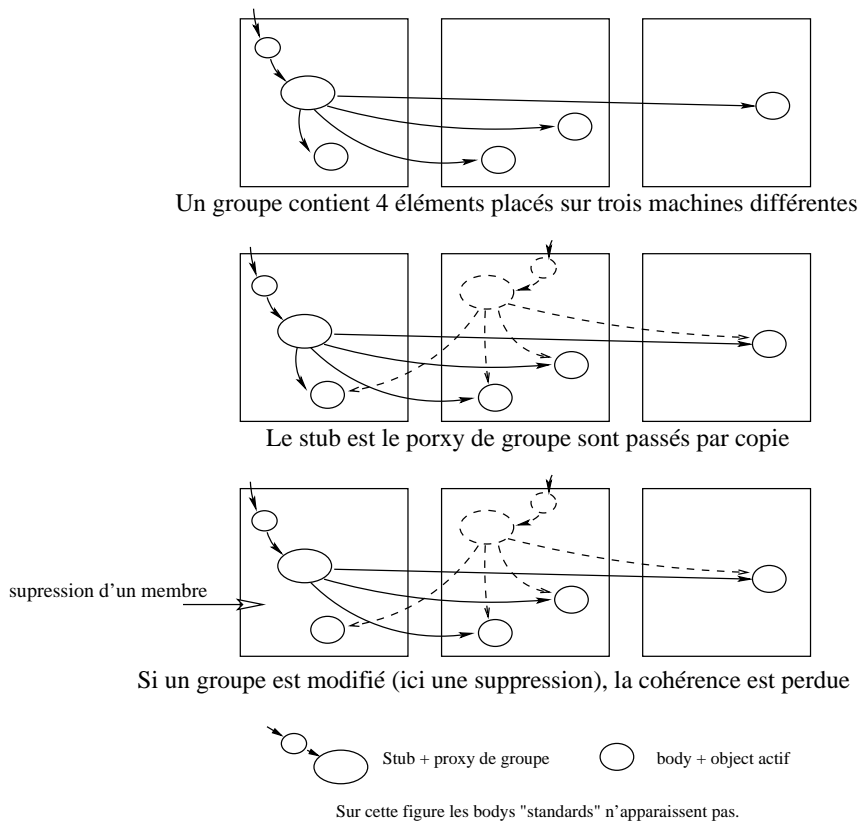 Un groupe contient 4 éléments placés sur trois machines différentes
Le stub est le porxy de groupe sont passés par copie
supression d'un membre
Si un groupe est modifié (ici une suppression), la cohérence est perdue
Stub + proxy de groupe
body + object actif
Sur cette figure les bodys "standards" n'apparaissent pas.